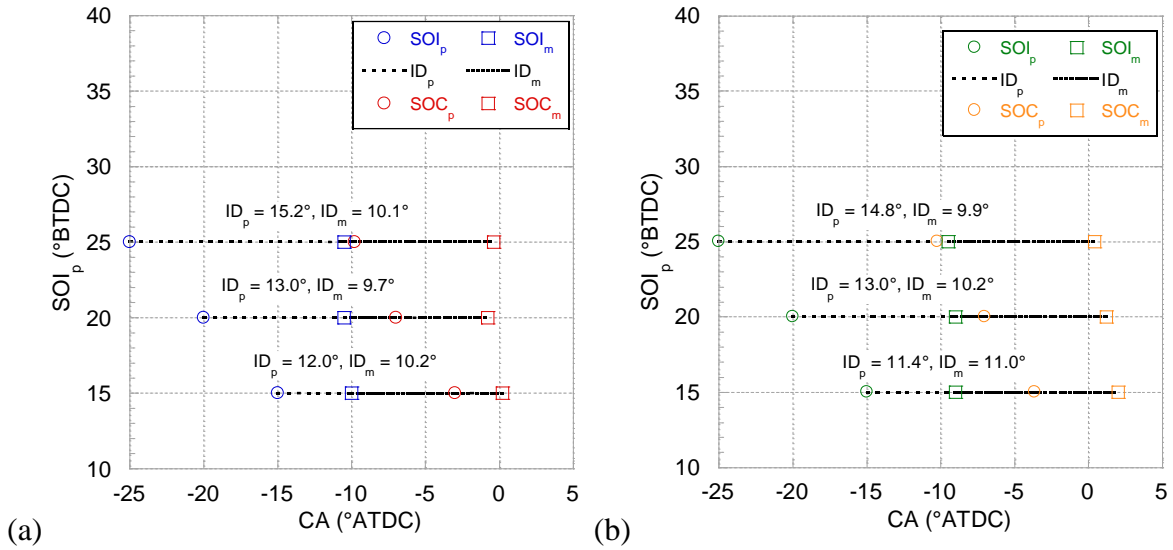 40
35
30
25
20
15
10
SOIp (°BTDC)
SOIp SOIm
IDp IDm
SOCp SOCm
IDp = 15.2°, IDm = 10.1°
IDp = 13.0°, IDm = 9.7°
IDp = 12.0°, IDm = 10.2°
-25 -20 -15 -10 -5 0 5
CA (°ATDC)
(a)
40
35
30
25
20
15
10
SOIp (°BTDC)
SOIp SOIm
IDp IDm
SOCp SOCm
IDp = 14.8°, IDm = 9.9°
IDp = 13.0°, IDm = 10.2°
IDp = 11.4°, IDm = 11.0°
-25 -20 -15 -10 -5 0 5
CA (°ATDC)
(b)